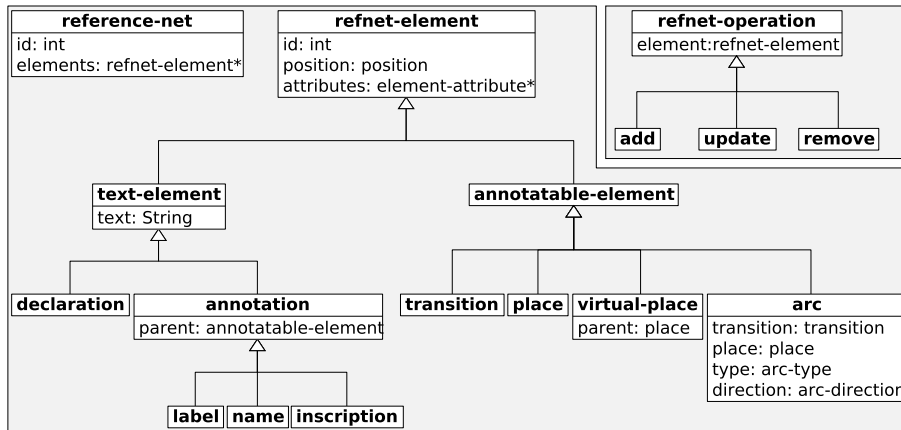 reference-net
id: int
elements: refnet-element*
refnet-element
id: int
position: position
attributes: element-attribute*
refnet-operation
element:refnet-element
add
update
remove
text-element
text: String
annotatable-element
declaration
annotation
parent: annotatable-element
transition
place
virtual-place
parent: place
arc
transition: transition
place: place
type: arc-type
direction: arc-direction
label
name
inscription